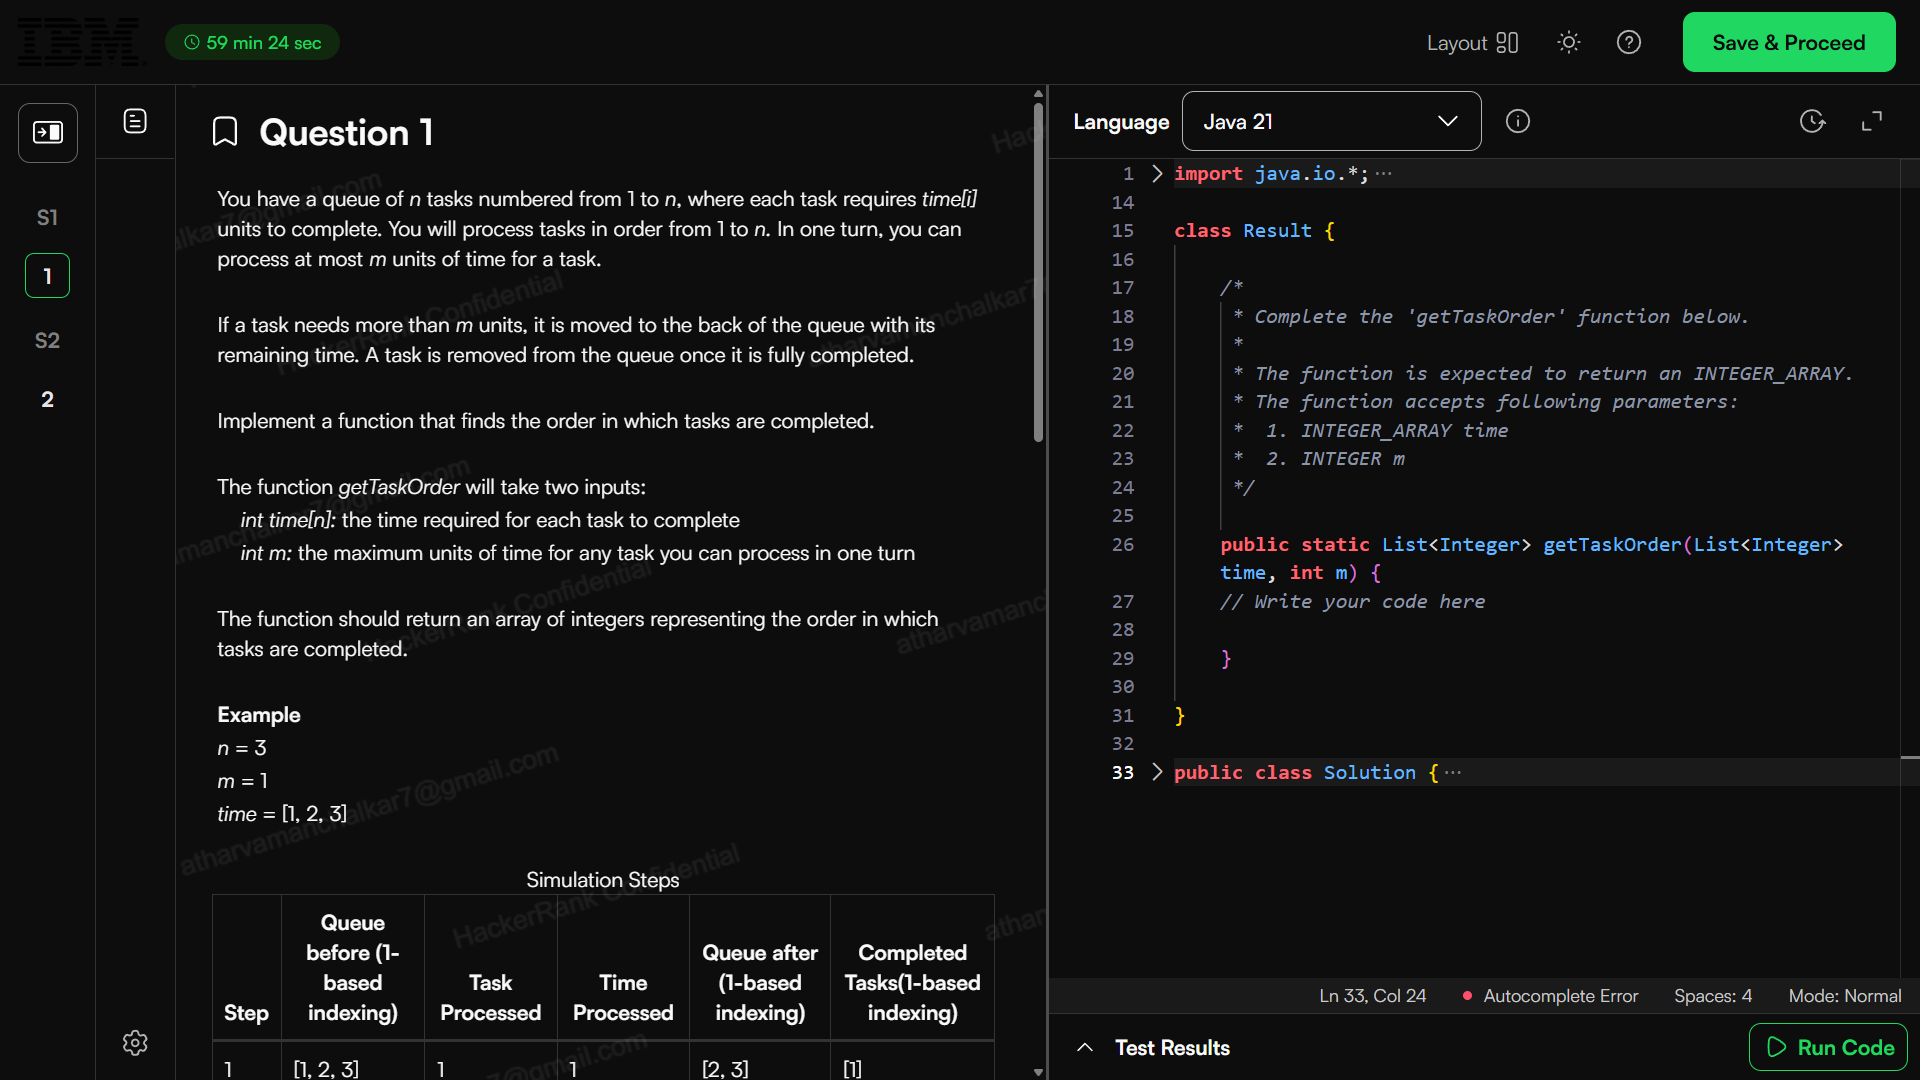 IBM
59 min 24 sec
Layout
Save & Proceed
S1
1
S2
2
Question 1
You have a queue of n tasks numbered from 1 to n, where each task requires time[i]
units to complete. You will process tasks in order from 1 to n. In one turn, you can
process at most m units of time for a task.
If a task needs more than m units, it is moved to the back of the queue with its
remaining time. A task is removed from the queue once it is fully completed.
Implement a function that finds the order in which tasks are completed.
The function getTaskOrder will take two inputs:
int time[n]: the time required for each task to complete
int m: the maximum units of time for any task you can process in one turn
The function should return an array of integers representing the order in which
tasks are completed.
Example
n = 3
m = 1
time = [1, 2, 3]
Simulation Steps
Step
Queue before (1-based indexing)
Task Processed
Time Processed
Queue after (1-based indexing)
Completed Tasks(1-based indexing)
1 [1, 2, 3] 1 1 [2, 3] [1]
HackerRank Confidential
atharvamanchalkar7@gmail.com
HackerRank Confidential
atharvamanchalkar7@gmail.com
HackerRank Confidential
Language
Java 21
1 import java.io.*;···
14
15 class Result {
16
17 /*
18 * Complete the 'getTaskOrder' function below.
19 *
20 * The function is expected to return an INTEGER_ARRAY.
21 * The function accepts following parameters:
22 * 1. INTEGER_ARRAY time
23 * 2. INTEGER m
24 */
25
26 public static List<Integer> getTaskOrder(List<Integer>
time, int m) {
27 // Write your code here
28
29 }
30
31 }
32
33 public class Solution {···
Ln 33, Col 24
Autocomplete Error
Spaces: 4
Mode: Normal
Test Results
Run Code